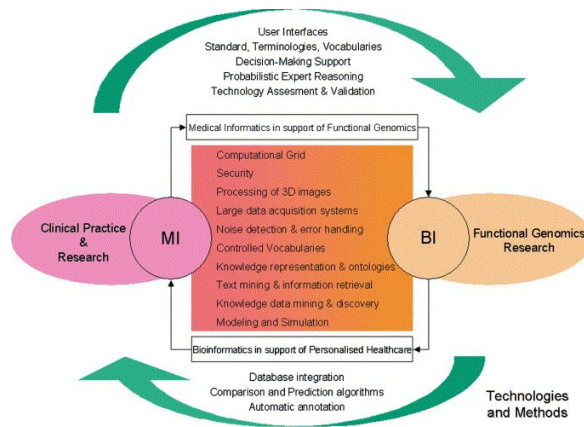 User Interfaces
Standard, Terminologies, Vocabularies
Decision-Making Support
Probabilistic Expert Reasoning
Technology Assesment & Validation
Medical Informatics in support of Functional Genomics
Computational Grid
Security
Processing of 3D images
Large data acquisition systems
Noise detection & error handing
Controlled Vocabularies
Knowledge representation & ontologies
Text mining & information retrieval
Knowledge data mining & discovery
Modeling and Simulation
Clinical Practice
&
Research
MI
BI
Functional Genomics
Research
Bioinformatics in support of Personalised Healthcare
Database integration
Comparison and Prediction algorithms
Automatic annotation
Technologies
and Methods